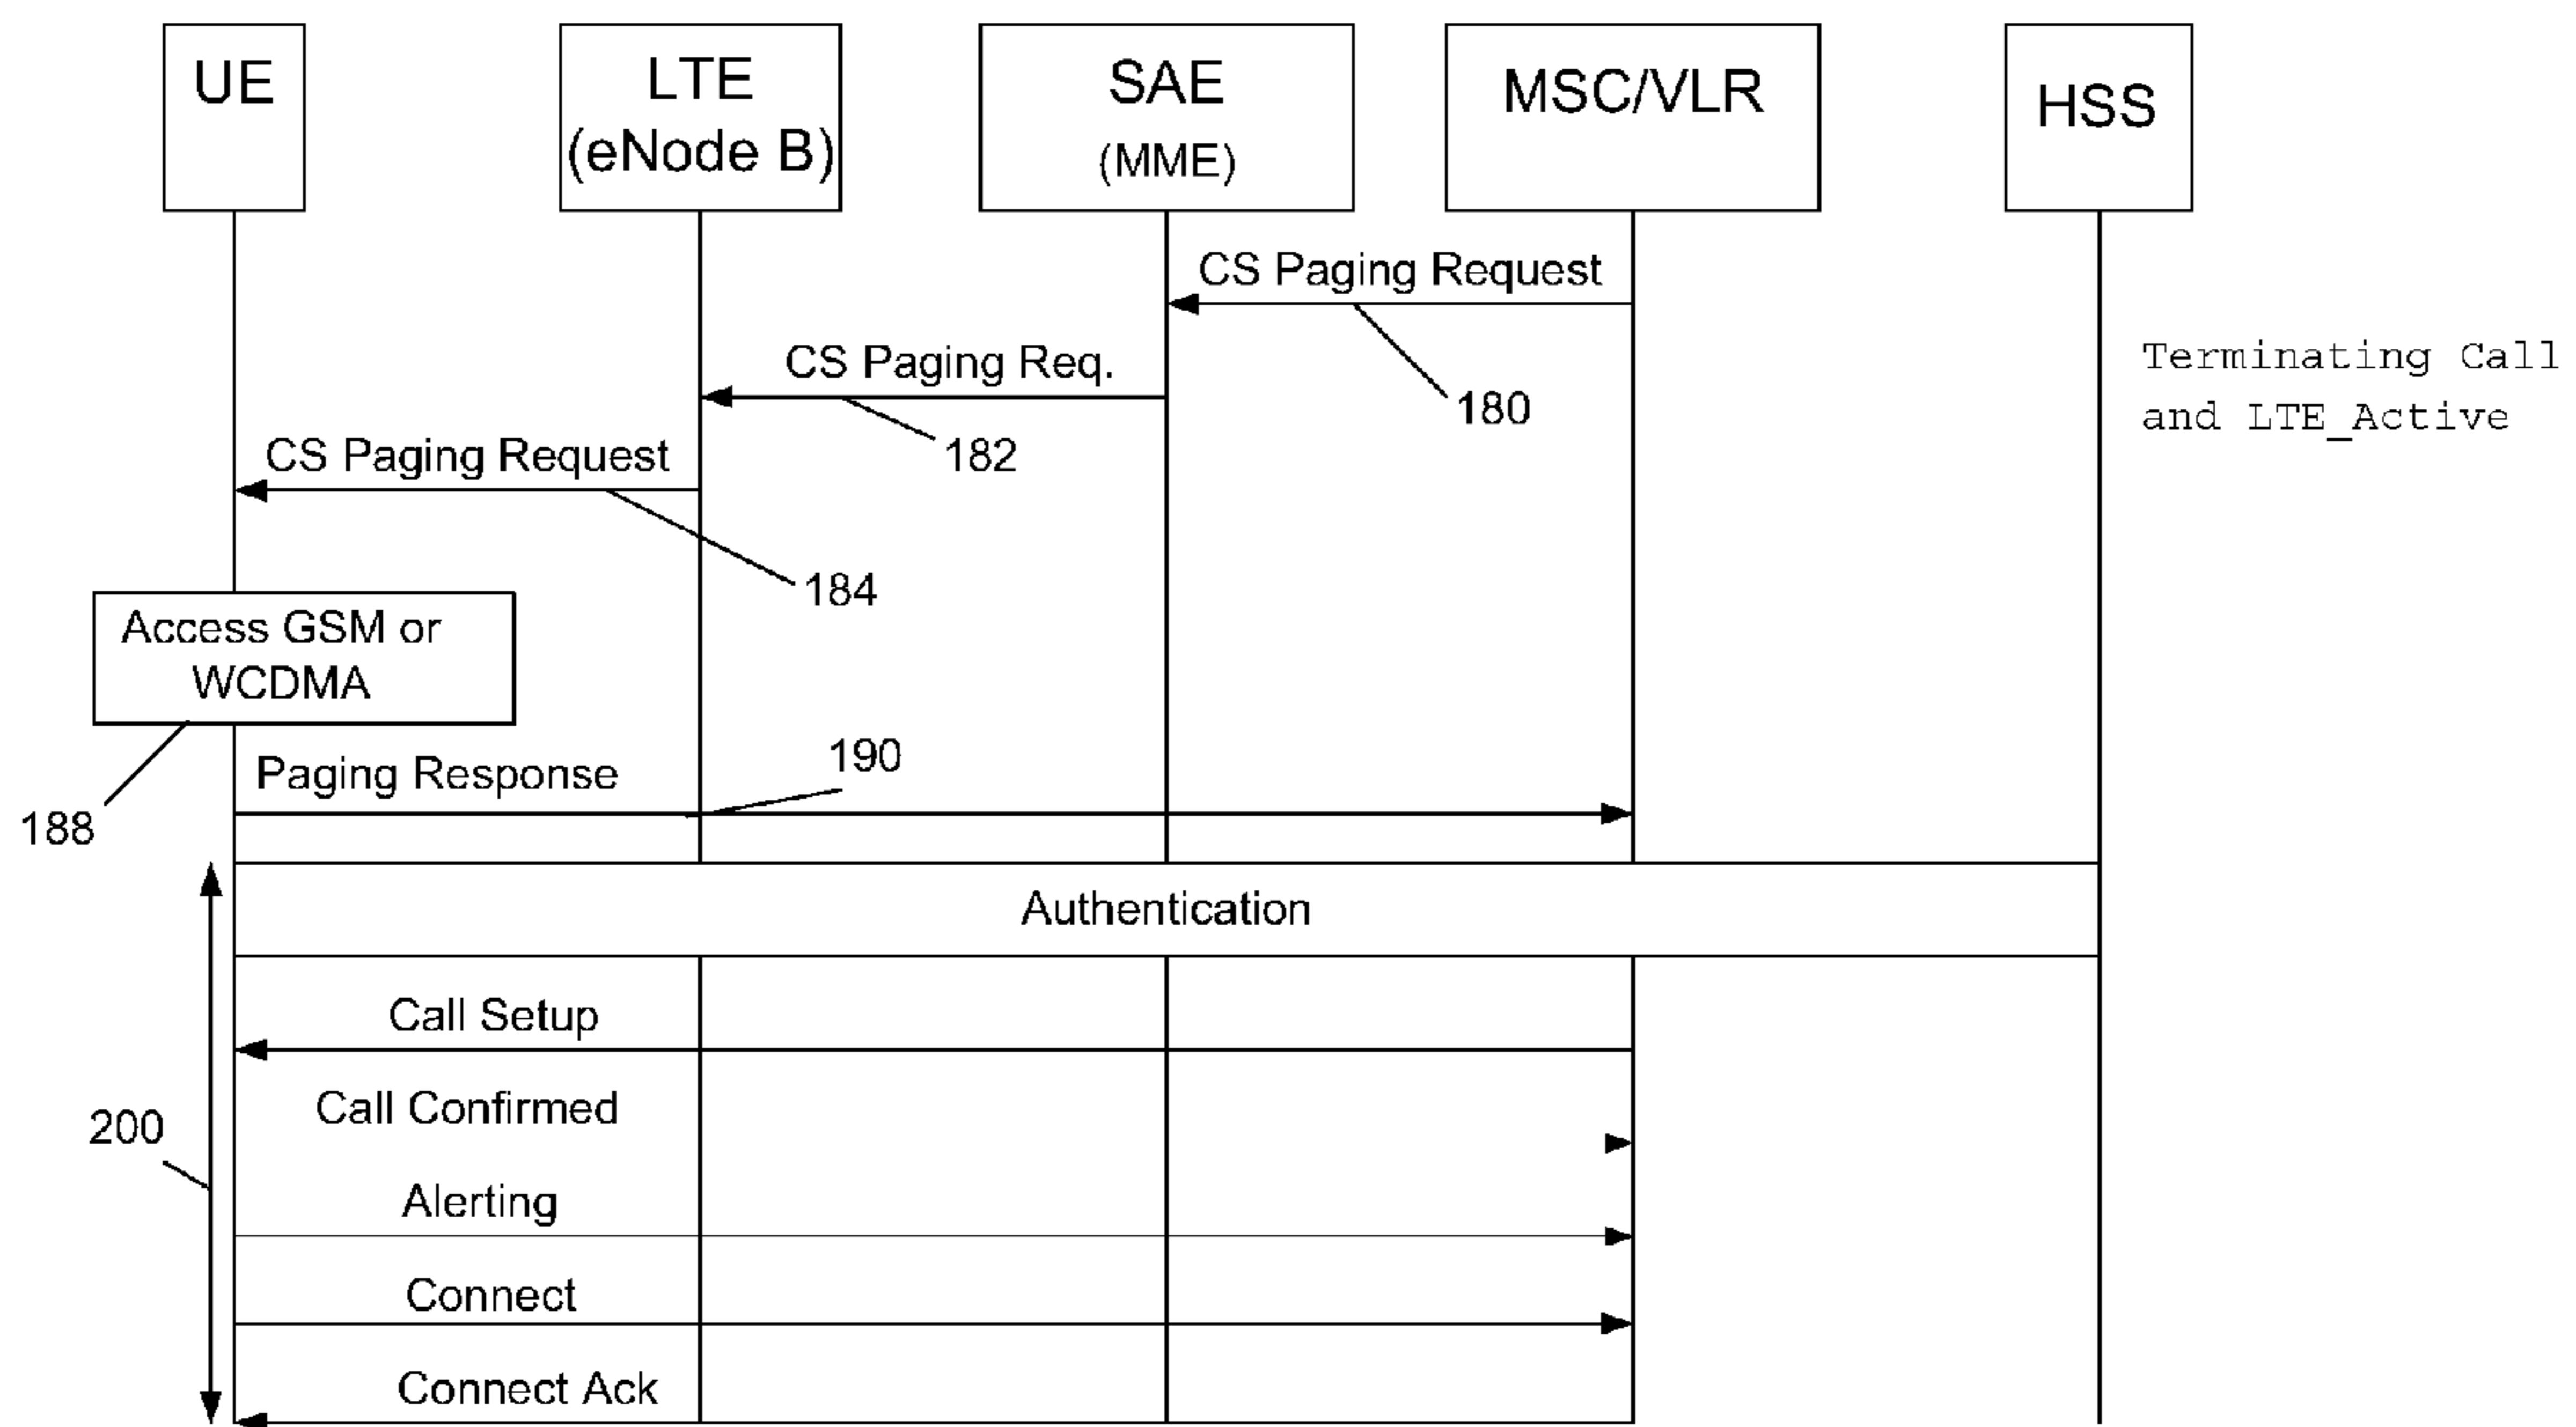 UE
LTE
(eNode B)
SAE
(MME)
MSC/VLR
HSS
CS Paging Request
180
Terminating Call
and LTE_Active
CS Paging Req.
182
CS Paging Request
184
Access GSM or
WCDMA
188
Paging Response
190
Authentication
200
Call Setup
Call Confirmed
Alerting
Connect
Connect Ack